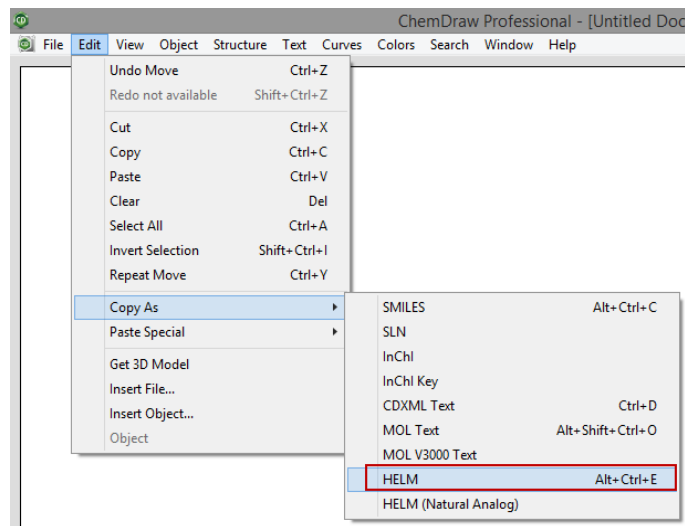 ChemDraw Professional - [Untitled Doc
File Edit View Object Structure Text Curves Colors Search Window Help
Undo Move Ctrl+Z
Redo not available Shift+Ctrl+Z
Cut Ctrl+X
Copy Ctrl+C
Paste Ctrl+V
Clear Del
Select All Ctrl+A
Invert Selection Shift+Ctrl+I
Repeat Move Ctrl+Y
Copy As
Paste Special
Get 3D Model
Insert File...
Insert Object...
Object
SMILES Alt+Ctrl+C
SLN
InChI
InChI Key
CDXML Text Ctrl+D
MOL Text Alt+Shift+Ctrl+O
MOL V3000 Text
HELM Alt+Ctrl+E
HELM (Natural Analog)